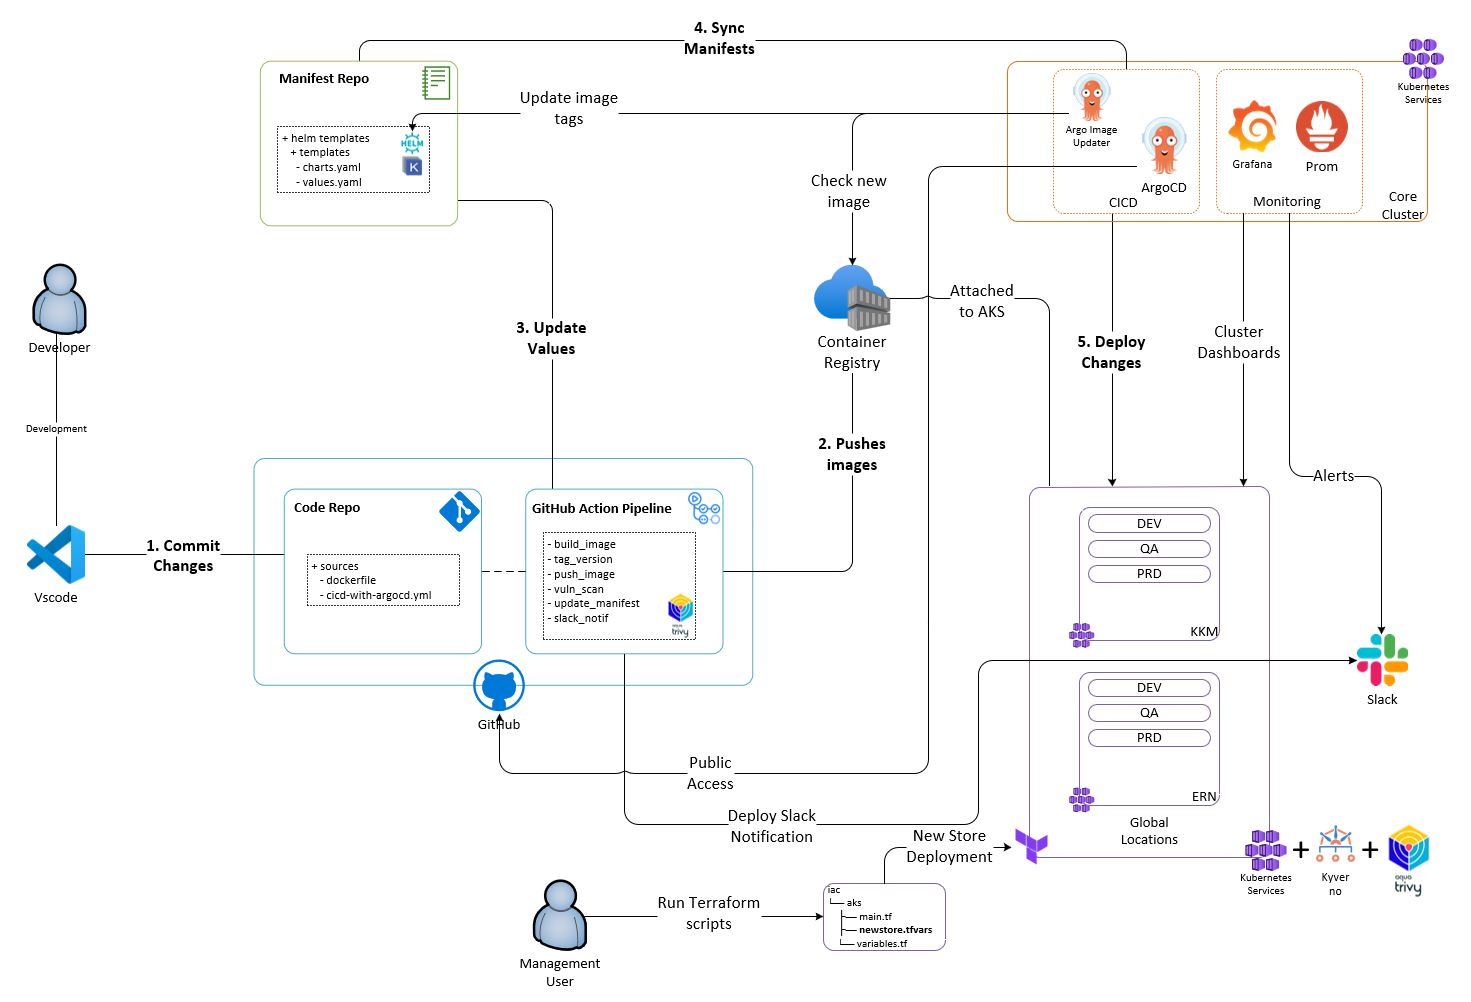 4. Sync
Manifests
Manifest Repo
+ helm templates
+ templates
- charts.yaml
- values.yaml
HELM
K
Update image
tags
Check new
image
Argo Image
Updater
ArgoCD
CICD
Grafana
Prom
Monitoring
Core
Cluster
Kubernetes
Services
Developer
Development
Vscode
1. Commit
Changes
3. Update
Values
Container
Registry
Attached
to AKS
2. Pushes
images
5. Deploy
Changes
Cluster
Dashboards
Alerts
Code Repo
+ sources
- dockerfile
- cicd-with-argocd.yml
GitHub Action Pipeline
- build_image
- tag_version
- push_image
- vuln_scan
- update_manifest
- slack_notif
aqua
trivy
GitHub
Public
Access
Deploy Slack
Notification
DEV
QA
PRD
KKM
DEV
QA
PRD
ERN
Global
Locations
Slack
New Store
Deployment
Kubernetes
Services
+
Kyver
no
+
aqua
trivy
Management
User
Run Terraform
scripts
iac
aks
main.tf
newstore.tfvars
variables.tf